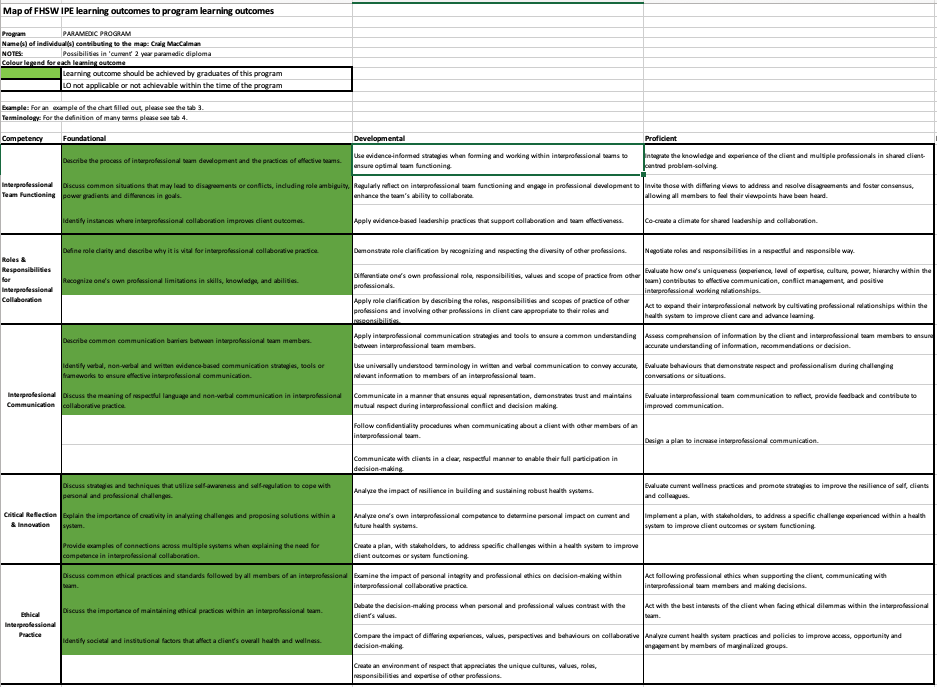 Map of FHSW IPE learning outcomes to program learning outcomes
Program PARAMEDIC PROGRAM
Name(s) of individual(s) contributing to the map: Craig MacCalman
NOTES: Possibilities in 'current' 2 year paramedic diploma
Colour legend for each learning outcome
Learning outcome should be achieved by graduates of this program
LO not applicable or not achievable within the time of the program
Example: For an example of the chart filled out, please see the tab 3.
Terminology: For the definition of many terms please see tab 4.
Competency Foundational Developmental Proficient
Interprofessional
Team Functioning
Describe the process of interprofessional team development and the practices of effective teams.
Use evidence-informed strategies when forming and working within interprofessional teams to
ensure optimal team functioning.
Integrate the knowledge and experience of the client and multiple professionals in shared client-
centred problem-solving.
Discuss common situations that may lead to disagreements or conflicts, including role ambiguity,
power gradients and differences in goals.
Regularly reflect on interprofessional team functioning and engage in professional development to
enhance the team's ability to collaborate.
Invite those with differing views to address and resolve disagreements and foster consensus,
allowing all members to feel their viewpoints have been heard.
Identify instances where interprofessional collaboration improves client outcomes.
Apply evidence-based leadership practices that support collaboration and team effectiveness.
Co-create a climate for shared leadership and collaboration.
Roles &
Responsibilities
for
Interprofessional
Collaboration
Define role clarity and describe why it is vital for interprofessional collaborative practice.
Demonstrate role clarification by recognizing and respecting the diversity of other professions.
Negotiate roles and responsibilities in a respectful and responsible way.
Recognize one's own professional limitations in skills, knowledge, and abilities.
Differentiate one's own professional role, responsibilities, values and scope of practice from other
professionals.
Evaluate how one's uniqueness (experience, level of expertise, culture, power, hierarchy within the
team) contributes to effective communication, conflict management, and positive
interprofessional working relationships.
Apply role clarification by describing the roles, responsibilities and scopes of practice of other
professions and involving other professions in client care appropriate to their roles and
responsibilities.
Act to expand their interprofessional network by cultivating professional relationships within the
health system to improve client care and advance learning.
Interprofesional
Communication
Describe common communication barriers between interprofessional team members.
Apply interprofessional communication strategies and tools to ensure a common understanding
between interprofessional team members.
Assess comprehension of information by the client and interprofessional team members to ensure
accurate understanding of information, recommendations or decision.
Identify verbal, non-verbal and written evidence-based communication strategies, tools or
frameworks to ensure effective interprofessional communication.
Use universally understood terminology in written and verbal communication to convey accurate,
relevant information to members of an interprofessional team.
Evaluate behaviours that demonstrate respect and professionalism during challenging
conversations or situations.
Discuss the meaning of respectful language and non-verbal communication in interprofessional
collaborative practice.
Communicate in a manner that ensures equal representation, demonstrates trust and maintains
mutual respect during interprofessional conflict and decision making.
Evaluate interprofessional team communication to reflect, provide feedback and contribute to
improved communication.
Follow confidentiality procedures when communicating about a client with other members of an
interprofessional team.
Design a plan to increase interprofessional communication.
Communicate with clients in a clear, respectful manner to enable their full participation in
decision-making.
Critical Reflection
& Innovation
Discuss strategies and techniques that utilize self-awareness and self-regulation to cope with
personal and professional challenges.
Analyze the impact of resilience in building and sustaining robust health systems.
Evaluate current wellness practices and promote strategies to improve the resilience of self, clients
and colleagues.
Explain the importance of creativity in analyzing challenges and proposing solutions within a
system.
Analyze one's own interprofessional competence to determine personal impact on current and
future health systems.
Implement a plan, with stakeholders, to address a specific challenge experienced within a health
system to improve client outcomes or system functioning.
Provide examples of connections across multiple systems when explaining the need for
competence in interprofessional collaboration.
Create a plan, with stakeholders, to address specific challenges within a health system to improve
client outcomes or system functioning.
Ethical
Interprofessional
Practice
Discuss common ethical practices and standards followed by all members of an interprofessional
team.
Examine the impact of personal integrity and professional ethics on decision-making within
interprofessional collaborative practice.
Act following professional ethics when supporting the client, communicating with
interprofessional team members and making decisions.
Discuss the importance of maintaining ethical practices within an interprofessional team.
Debate the decision-making process when personal and professional values contrast with the
client's values.
Act with the best interests of the client when facing ethical dilemmas within the interprofessional
team.
Identify societal and institutional factors that affect a client's overall health and wellness.
Compare the impact of differing experiences, values, perspectives and behaviours on collaborative
decision-making.
Analyze current health system practices and policies to improve access, opportunity and
engagement by members of marginalized groups.
Create an environment of respect that appreciates the unique cultures, values, roles,
responsibilities and expertise of other professions.